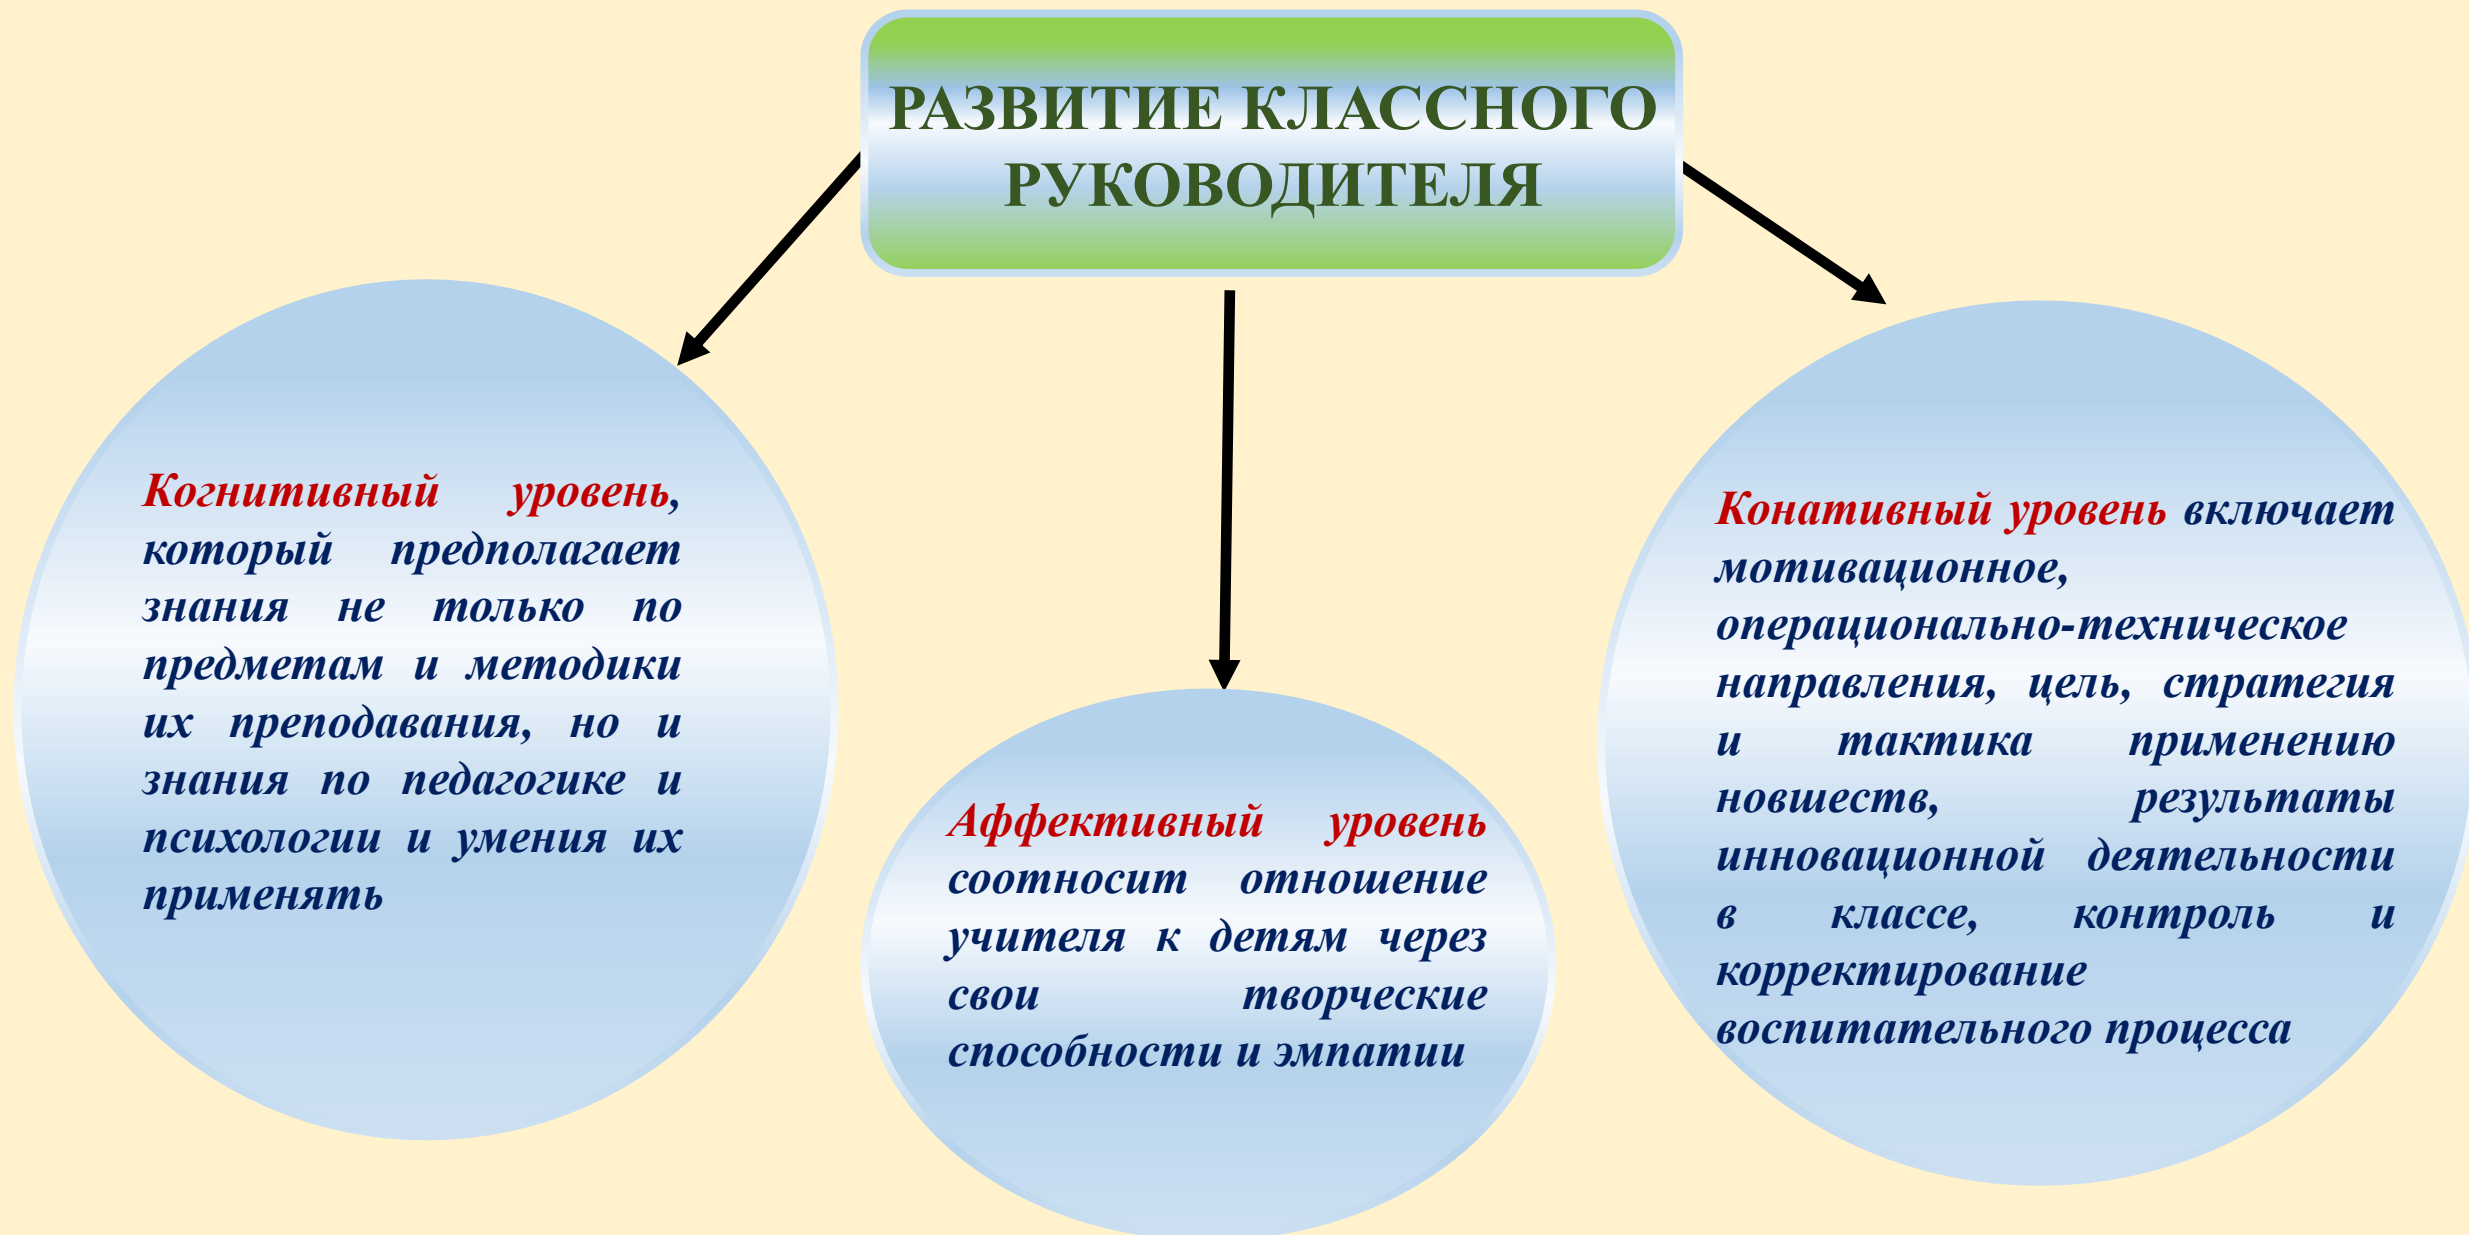 РАЗВИТИЕ КЛАССНОГО
РУКОВОДИТЕЛЯ
Когнитивный уровень,
который предполагает
знания не только по
предметам и методики
их преподавания, но и
знания по педагогике и
психологии и умения их
применять
Аффективный уровень
соотносит отношение
учителя к детям через
свои творческие
способности и эмпатии
Конативный уровень включает
мотивационное,
операционально-техническое
направления, цель, стратегия
и тактика применению
новшеств, результаты
инновационной деятельности
в классе, контроль и
корректирование
воспитательного процесса